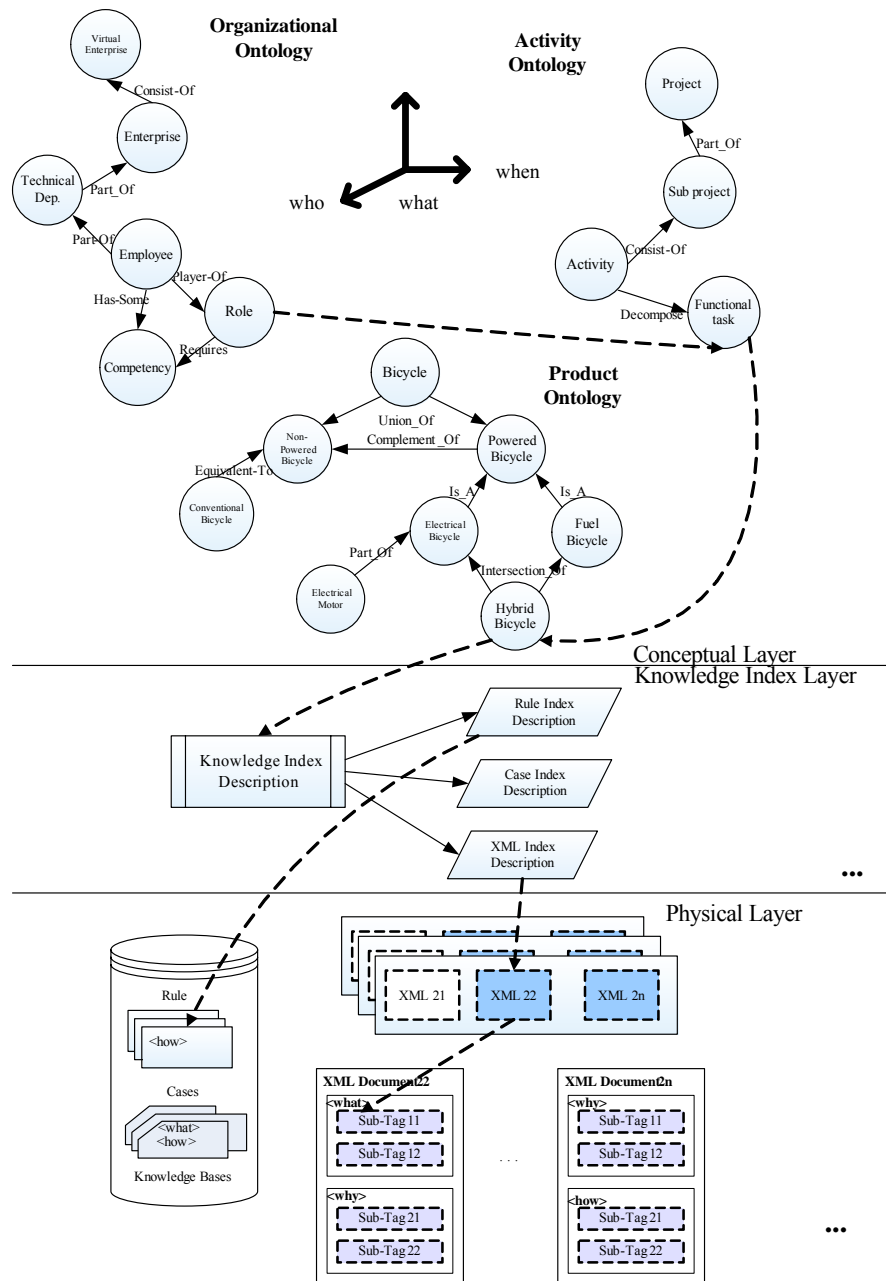 Organizational
Ontology
Activity
Ontology
Virtual
Enterprise
Consist-Of
Enterprise
Technical
Dep.
Part_Of
Part-Of
Employee
Player-Of
Has-Some
Role
Requires
Competency
who
what
when
Project
Part_Of
Sub project
Consist-Of
Activity
Decompose
Functional
task
Product
Ontology
Bicycle
Union_Of
Complement_Of
Non-
Powered
Bicycle
Powered
Bicycle
Equivalent-To
Conventional
Bicycle
Is_A
Is_A
Electrical
Bicycle
Fuel
Bicycle
Part_Of
Intersection_Of
Electrical
Motor
Hybrid
Bicycle
Conceptual Layer
Knowledge Index Layer
Rule Index
Description
Knowledge Index
Description
Case Index
Description
XML Index
Description
...
Physical Layer
Rule
<how>
Cases
<what>
<how>
Knowledge Bases
XML 21
XML 22
XML 2n
XML Document22
<what>
Sub-Tag 11
Sub-Tag 12
<why>
Sub-Tag 21
Sub-Tag 22
. . .
XML Document2n
<why>
Sub-Tag 11
Sub-Tag 12
<how>
Sub-Tag 21
Sub-Tag 22
...